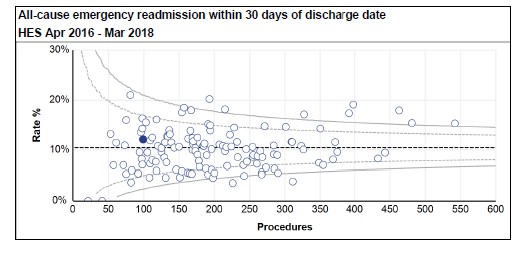 All-cause emergency readmission within 30 days of discharge date
HES Apr 2016 - Mar 2018
30%
20%
10%
0%
Rate %
0 50 100 150 200 250 300 350 400 450 500 550 600
Procedures